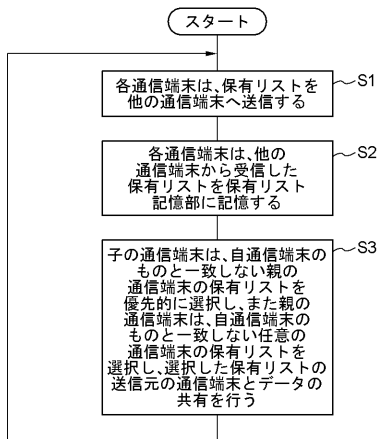 スタート
各通信端末は、保有リストを
他の通信端末へ送信する
S1
各通信端末は、他の
通信端末から受信した
保有リストを保有リスト
記憶部に記憶する
S2
子の通信端末は、自通信端末の
ものと一致しない親の
通信端末の保有リストを
優先的に選択し、また親の
通信端末は、自通信端末の
ものと一致しない任意の
通信端末の保有リストを
選択し、選択した保有リストの
送信元の通信端末とデータの
共有を行う
S3